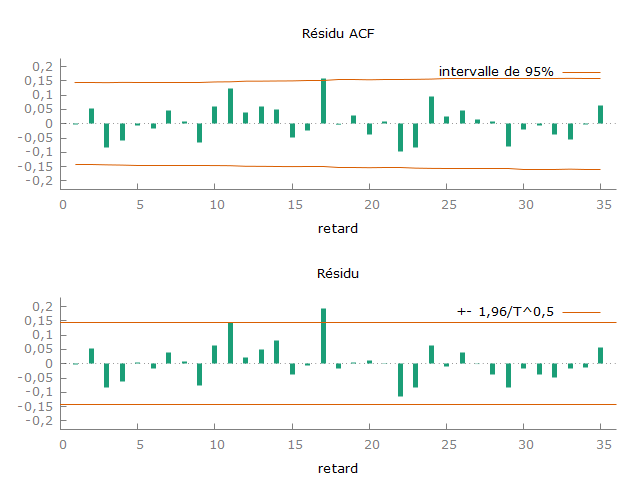 Résidu ACF
intervalle de 95%
0,2
0,15
0,1
0,05
0
-0,05
-0,1
-0,15
-0,2
0 5 10 15 20 25 30 35
retard
Résidu
+- 1,96/T^0,5
0,2
0,15
0,1
0,05
0
-0,05
-0,1
-0,15
-0,2
0 5 10 15 20 25 30 35
retard